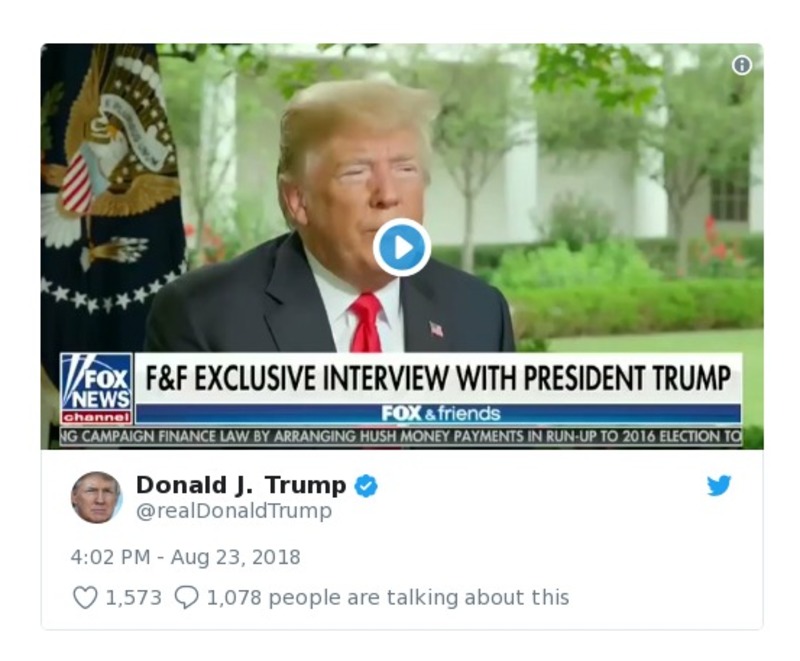 F&F EXCLUSIVE INTERVIEW WITH PRESIDENT TRUMP
FOX NEWS channel
FOX & friends
NG CAMPAIGN FINANCE LAW BY ARRANGING HUSH MONEY PAYMENTS IN RUN-UP TO 2016 ELECTION TO
Donald J. Trump
@realDonaldTrump
4:02 PM - Aug 23, 2018
1,573 1,078 people are talking about this